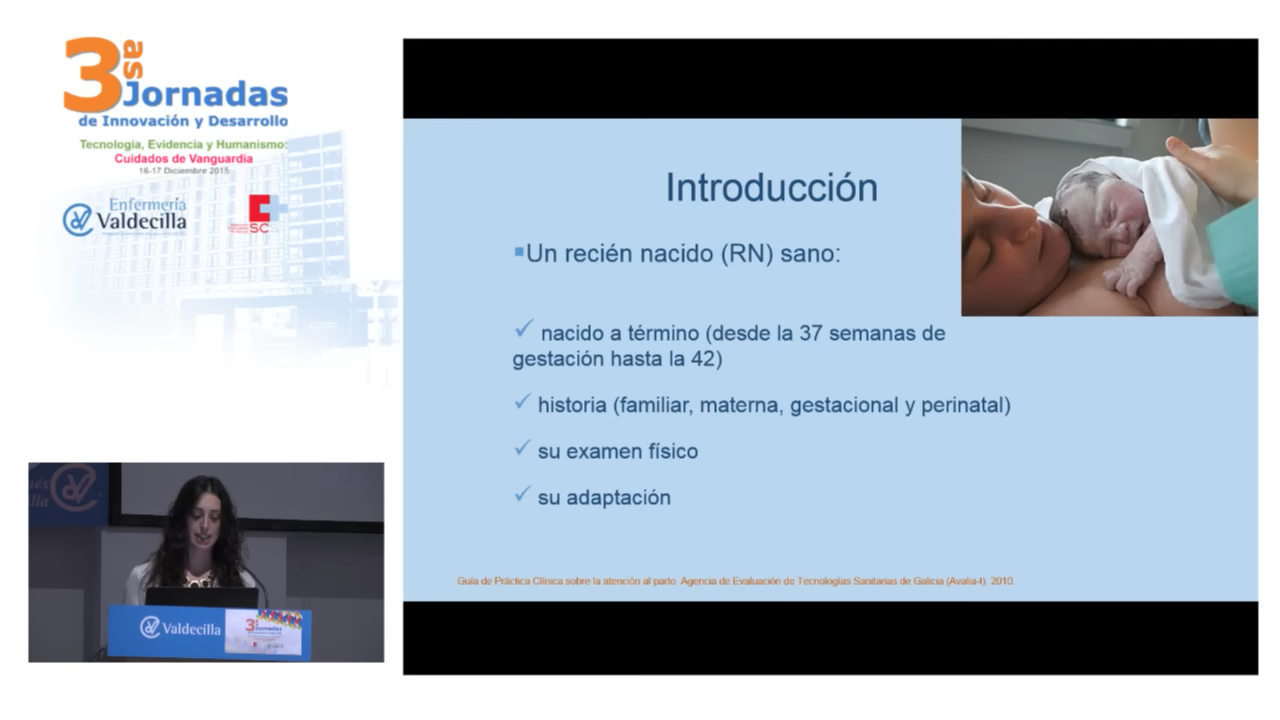 3as Jornadas
de Innovación y Desarrollo
Tecnología, Evidencia y Humanismo:
Cuidados de Vanguardia
16-17 Diciembre 2015
Enfermería
Valdecilla
SC
Introducción
Un recién nacido (RN) sano:
✓ nacido a término (desde la 37 semanas de
gestación hasta la 42)
✓ historia (familiar, materna, gestacional y perinatal)
✓ su examen físico
✓ su adaptación
Guía de Práctica Clínica sobre la atención al parto. Agencia de Evaluación de Tecnologías Sanitarias de Galicia (Avalia-t). 2010.
Valdecilla
3as Jornadas